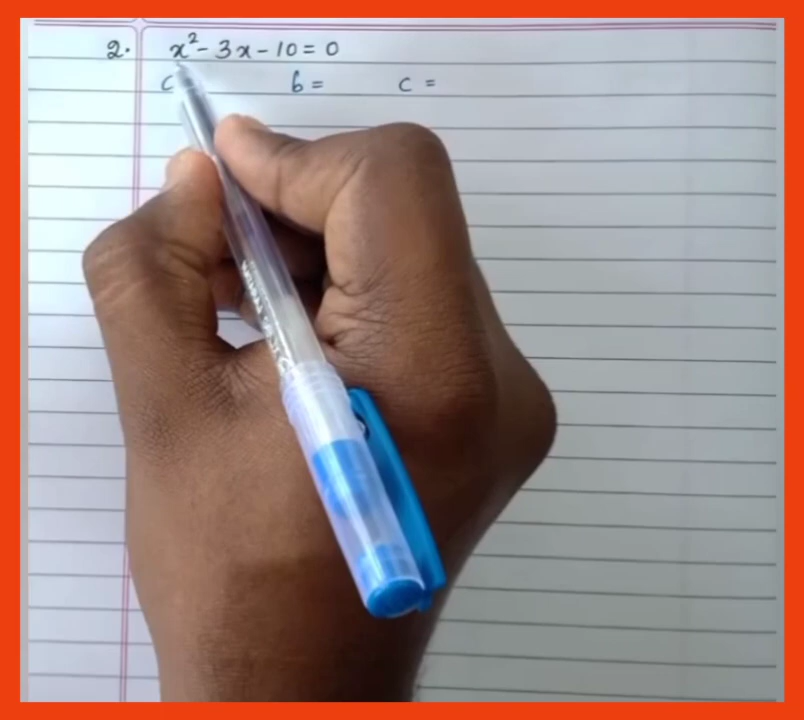 2. x² - 3x - 10 = 0
b = c =